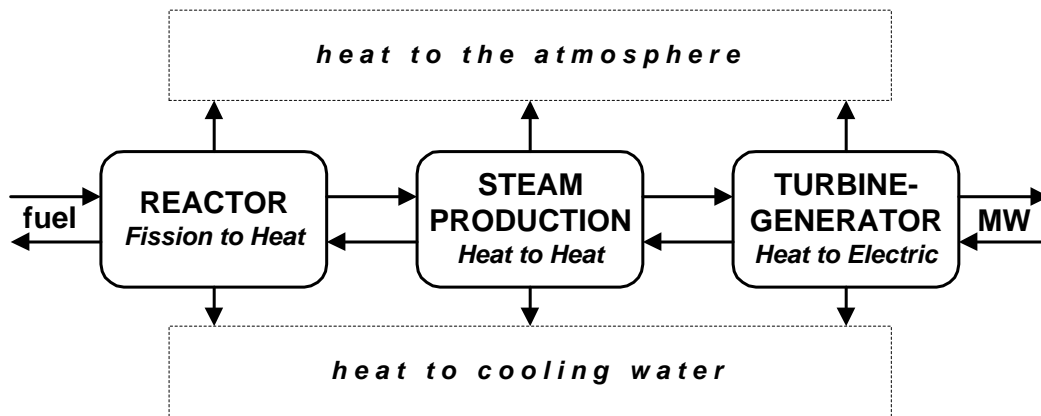 heat to the atmosphere
fuel
REACTOR
Fission to Heat
STEAM
PRODUCTION
Heat to Heat
TURBINE-
GENERATOR
Heat to Electric
MW
heat to cooling water